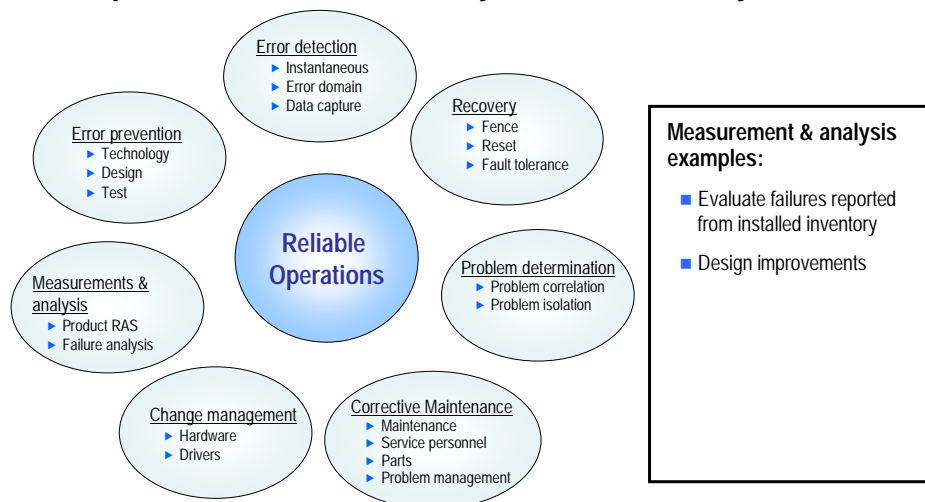 Error detection
Instantaneous
Error domain
Data capture
Recovery
Fence
Reset
Fault tolerance
Error prevention
Technology
Design
Test
Reliable
Operations
Problem determination
Problem correlation
Problem isolation
Measurements &
analysis
Product RAS
Failure analysis
Change management
Hardware
Drivers
Corrective Maintenance
Maintenance
Service personnel
Parts
Problem management
Measurement & analysis
examples:
Evaluate failures reported
from installed inventory
Design improvements